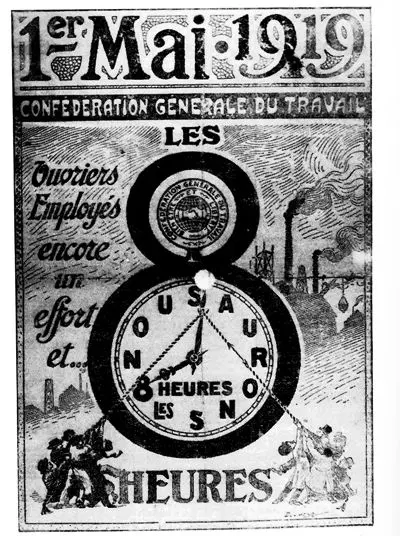 1er Mai · 1919
CONFEDERATION GENERALE DU TRAVAIL
LES
8
Ouvriers
Employés
encore
un
effort
et...
CONFEDERATION GENERALE DU TRAVAIL
NOUS AURONS
LES 8 HEURES
HEURES